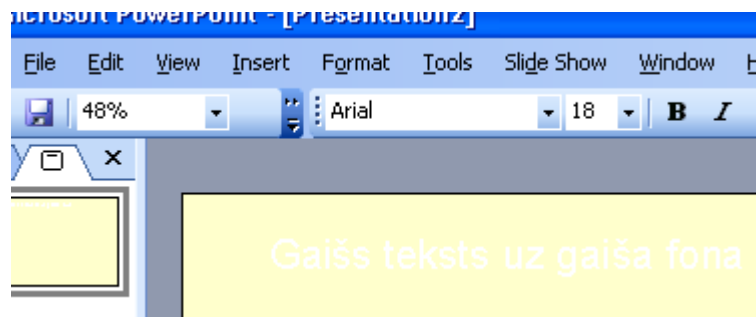 Microsoft PowerPoint - [Presentation2]
File Edit View Insert Format Tools Slide Show Window H
48% Arial 18 B I
Gaišs teksts uz gaiša fona